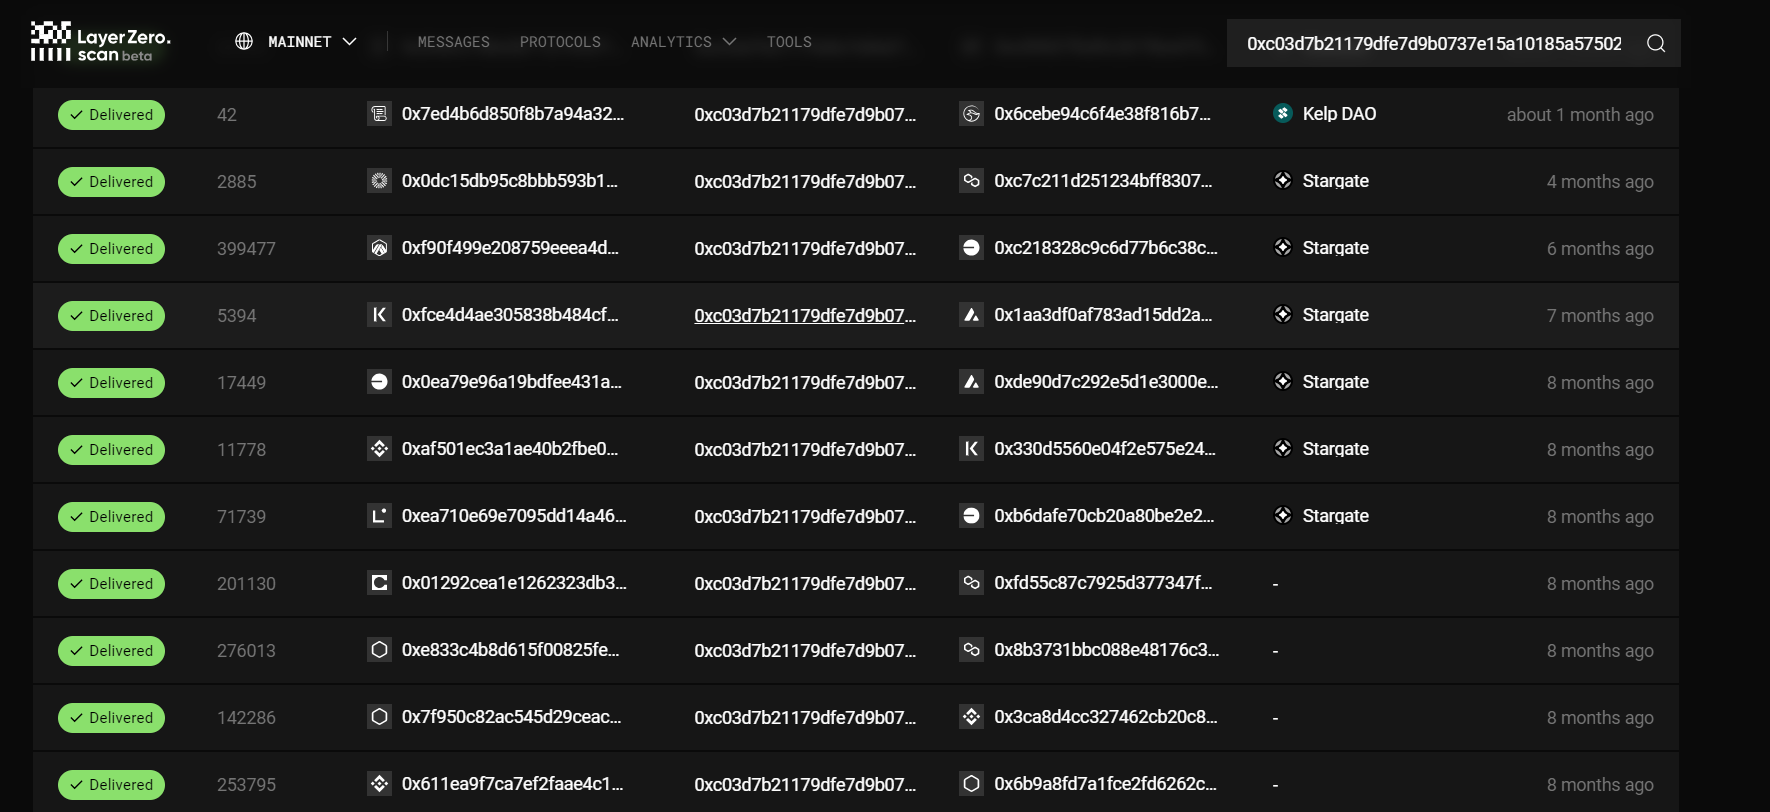 LayerZero.
scan beta
MAINNET
MESSAGES PROTOCOLS ANALYTICS TOOLS
0xc03d7b21179dfe7d9b0737e15a10185a57502
Delivered 42 0x7ed4b6d850f8b7a94a32... 0xc03d7b21179dfe7d9b07... 0x6cebe94c6f4e38f816b7... Kelp DAO about 1 month ago
Delivered 2885 0x0dc15db95c8bbb593b1... 0xc03d7b21179dfe7d9b07... 0xc7c211d251234bff8307... Stargate 4 months ago
Delivered 399477 0xf90f499e208759eeea4d... 0xc03d7b21179dfe7d9b07... 0xc218328c9c6d77b6c38c... Stargate 6 months ago
Delivered 5394 0xfce4d4ae305838b484cf... 0xc03d7b21179dfe7d9b07... 0x1aa3df0af783ad15dd2a... Stargate 7 months ago
Delivered 17449 0x0ea79e96a19bdfee431a... 0xc03d7b21179dfe7d9b07... 0xde90d7c292e5d1e3000e... Stargate 8 months ago
Delivered 11778 0xaf501ec3a1ae40b2fbe0... 0xc03d7b21179dfe7d9b07... 0x330d5560e04f2e575e24... Stargate 8 months ago
Delivered 71739 0xea710e69e7095dd14a46... 0xc03d7b21179dfe7d9b07... 0xb6dafe70cb20a80be2e2... Stargate 8 months ago
Delivered 201130 0x01292cea1e1262323db3... 0xc03d7b21179dfe7d9b07... 0xfd55c87c7925d377347f... - 8 months ago
Delivered 276013 0xe833c4b8d615f00825fe... 0xc03d7b21179dfe7d9b07... 0x8b3731bbc088e48176c3... - 8 months ago
Delivered 142286 0x7f950c82ac545d29ceac... 0xc03d7b21179dfe7d9b07... 0x3ca8d4cc327462cb20c8... - 8 months ago
Delivered 253795 0x611ea9f7ca7ef2faae4c1... 0xc03d7b21179dfe7d9b07... 0x6b9a8fd7a1fce2fd6262c... - 8 months ago